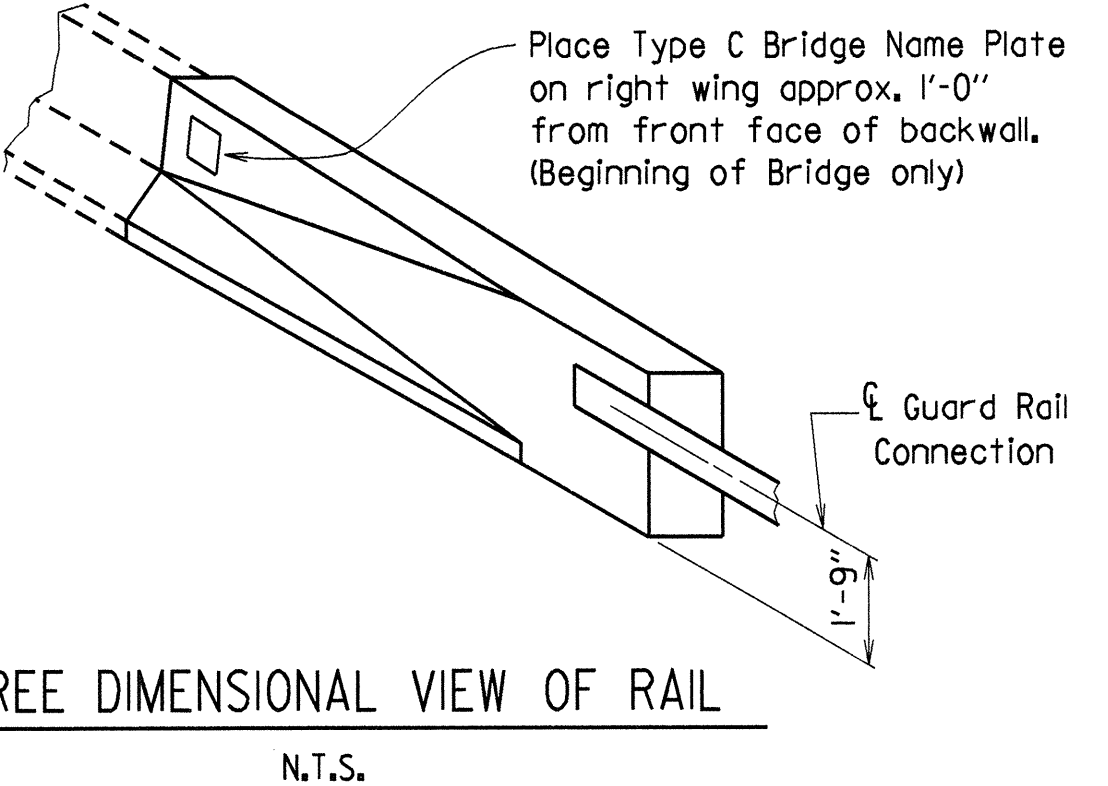 Place Type C Bridge Name Plate
on right wing approx. 1'-0"
from front face of backwall.
(Beginning of Bridge only)
℄ Guard Rail
Connection
1'-9"
REE DIMENSIONAL VIEW OF RAIL
N.T.S.